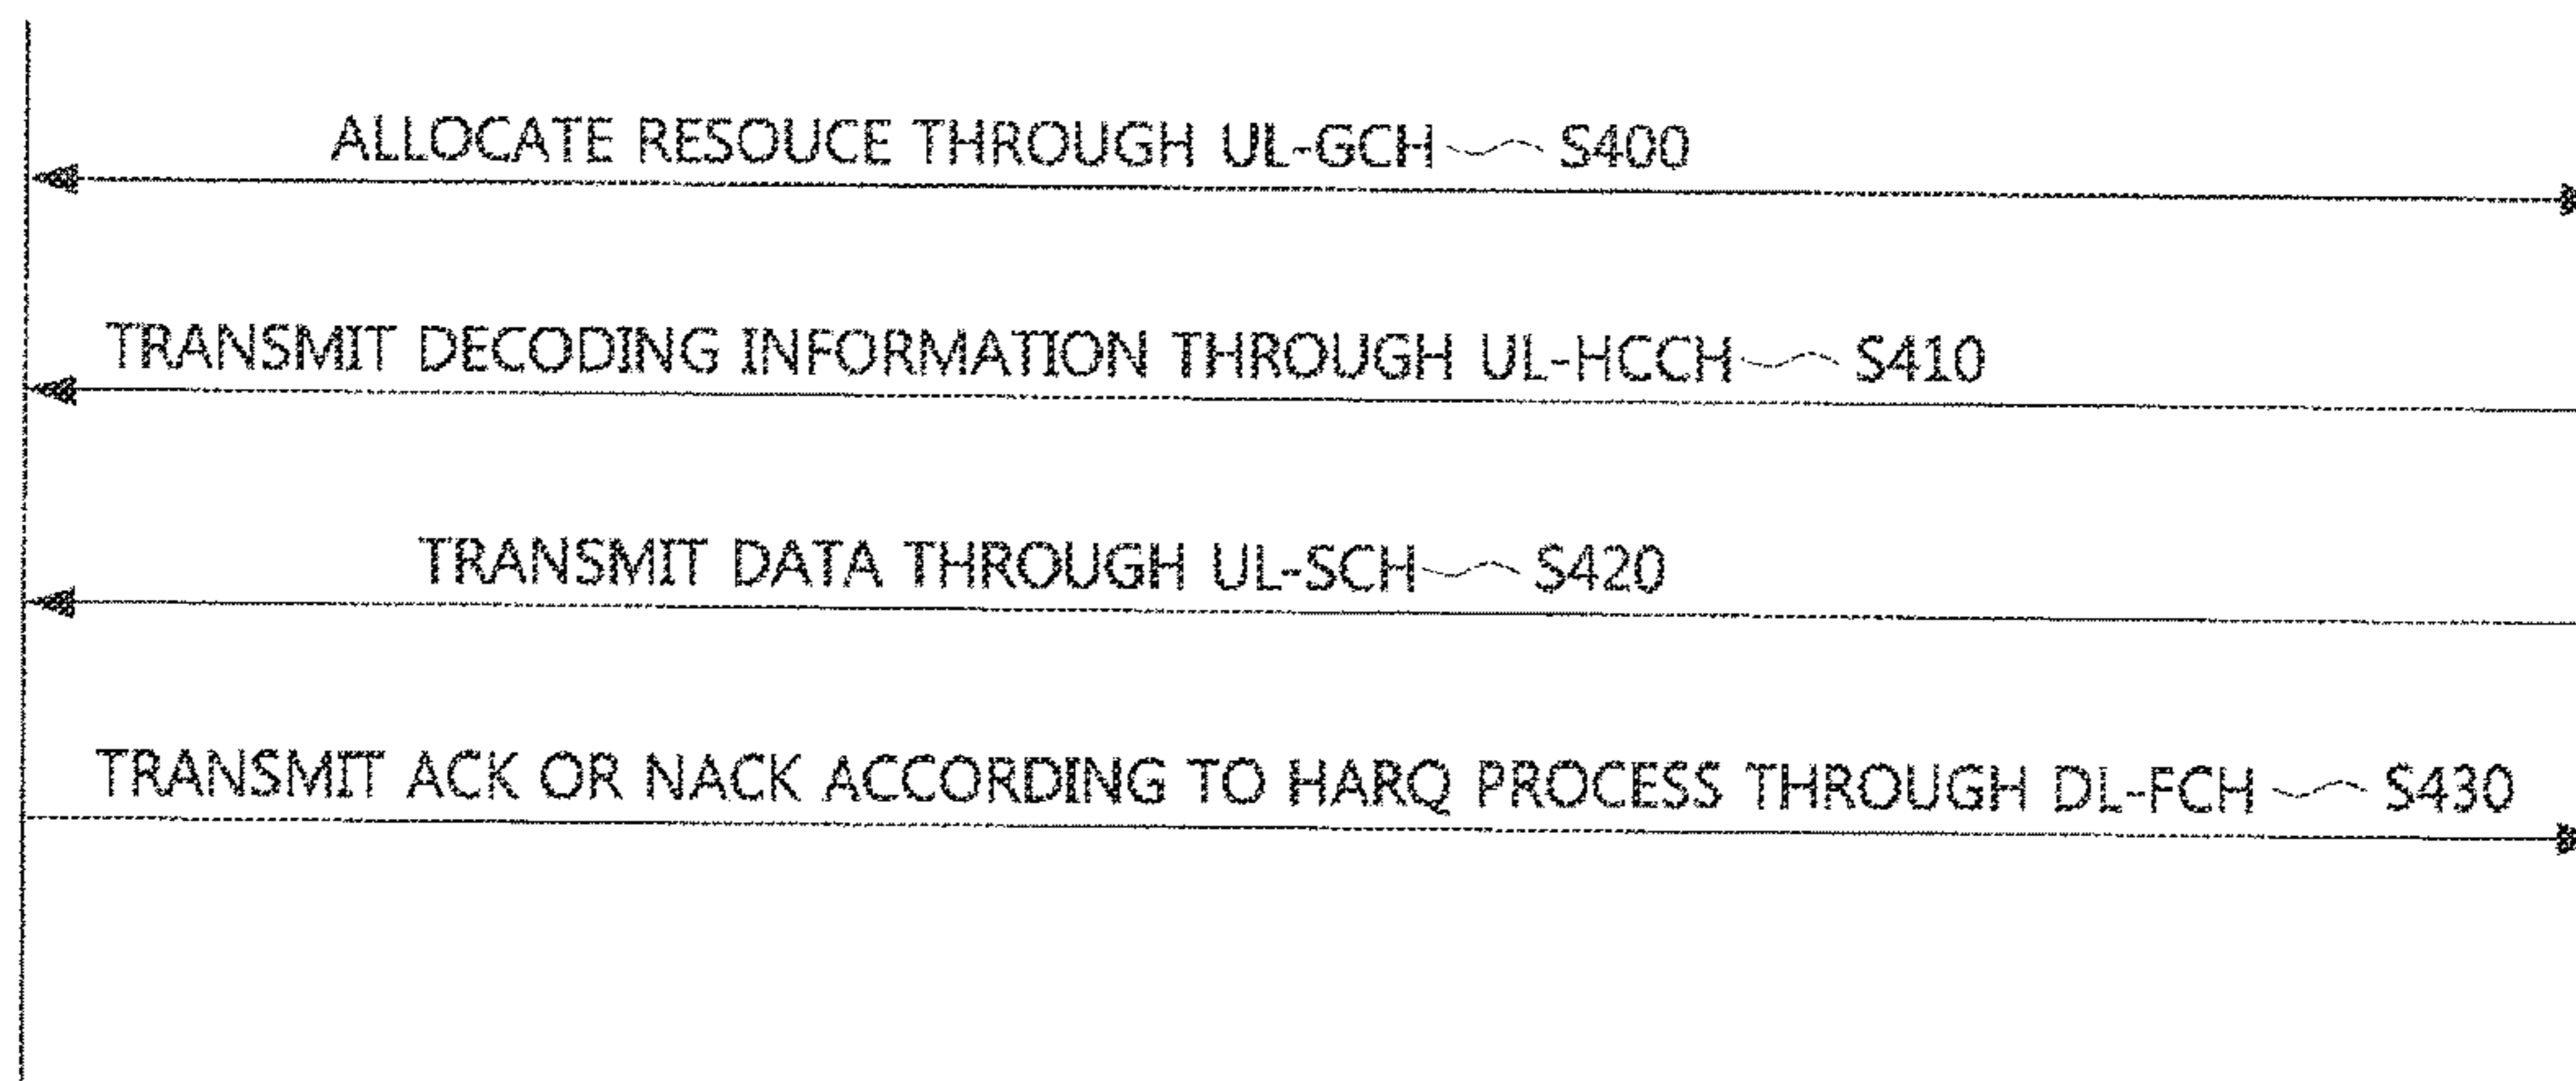 ALLOCATE RESOUCE THROUGH UL-GCH S400
TRANSMIT DECODING INFORMATION THROUGH UL-HCCH S410
TRANSMIT DATA THROUGH UL-SCH S420
TRANSMIT ACK OR NACK ACCORDING TO HARQ PROCESS THROUGH DL-FCH S430